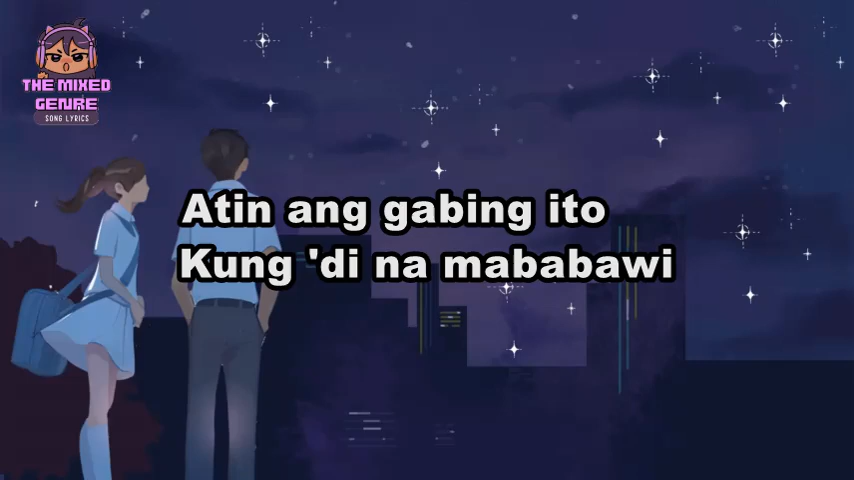 THE MIXED
GENRE
SONG LYRICS
Atin ang gabing ito
Kung 'di na mababawi